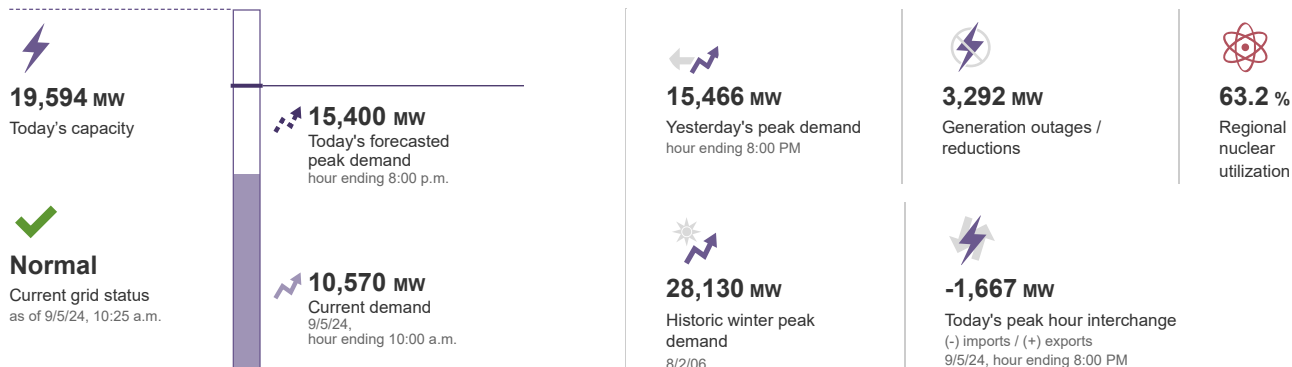 19,594 MW
Today's capacity
Normal
Current grid status
as of 9/5/24, 10:25 a.m.
15,400 MW
Today's forecasted
peak demand
hour ending 8:00 p.m.
10,570 MW
Current demand
9/5/24,
hour ending 10:00 a.m.
15,466 MW
Yesterday's peak demand
hour ending 8:00 PM
3,292 MW
Generation outages /
reductions
63.2 %
Regional
nuclear
utilization
28,130 MW
Historic winter peak
demand
8/2/06
-1,667 MW
Today's peak hour interchange
(-) imports / (+) exports
9/5/24, hour ending 8:00 PM